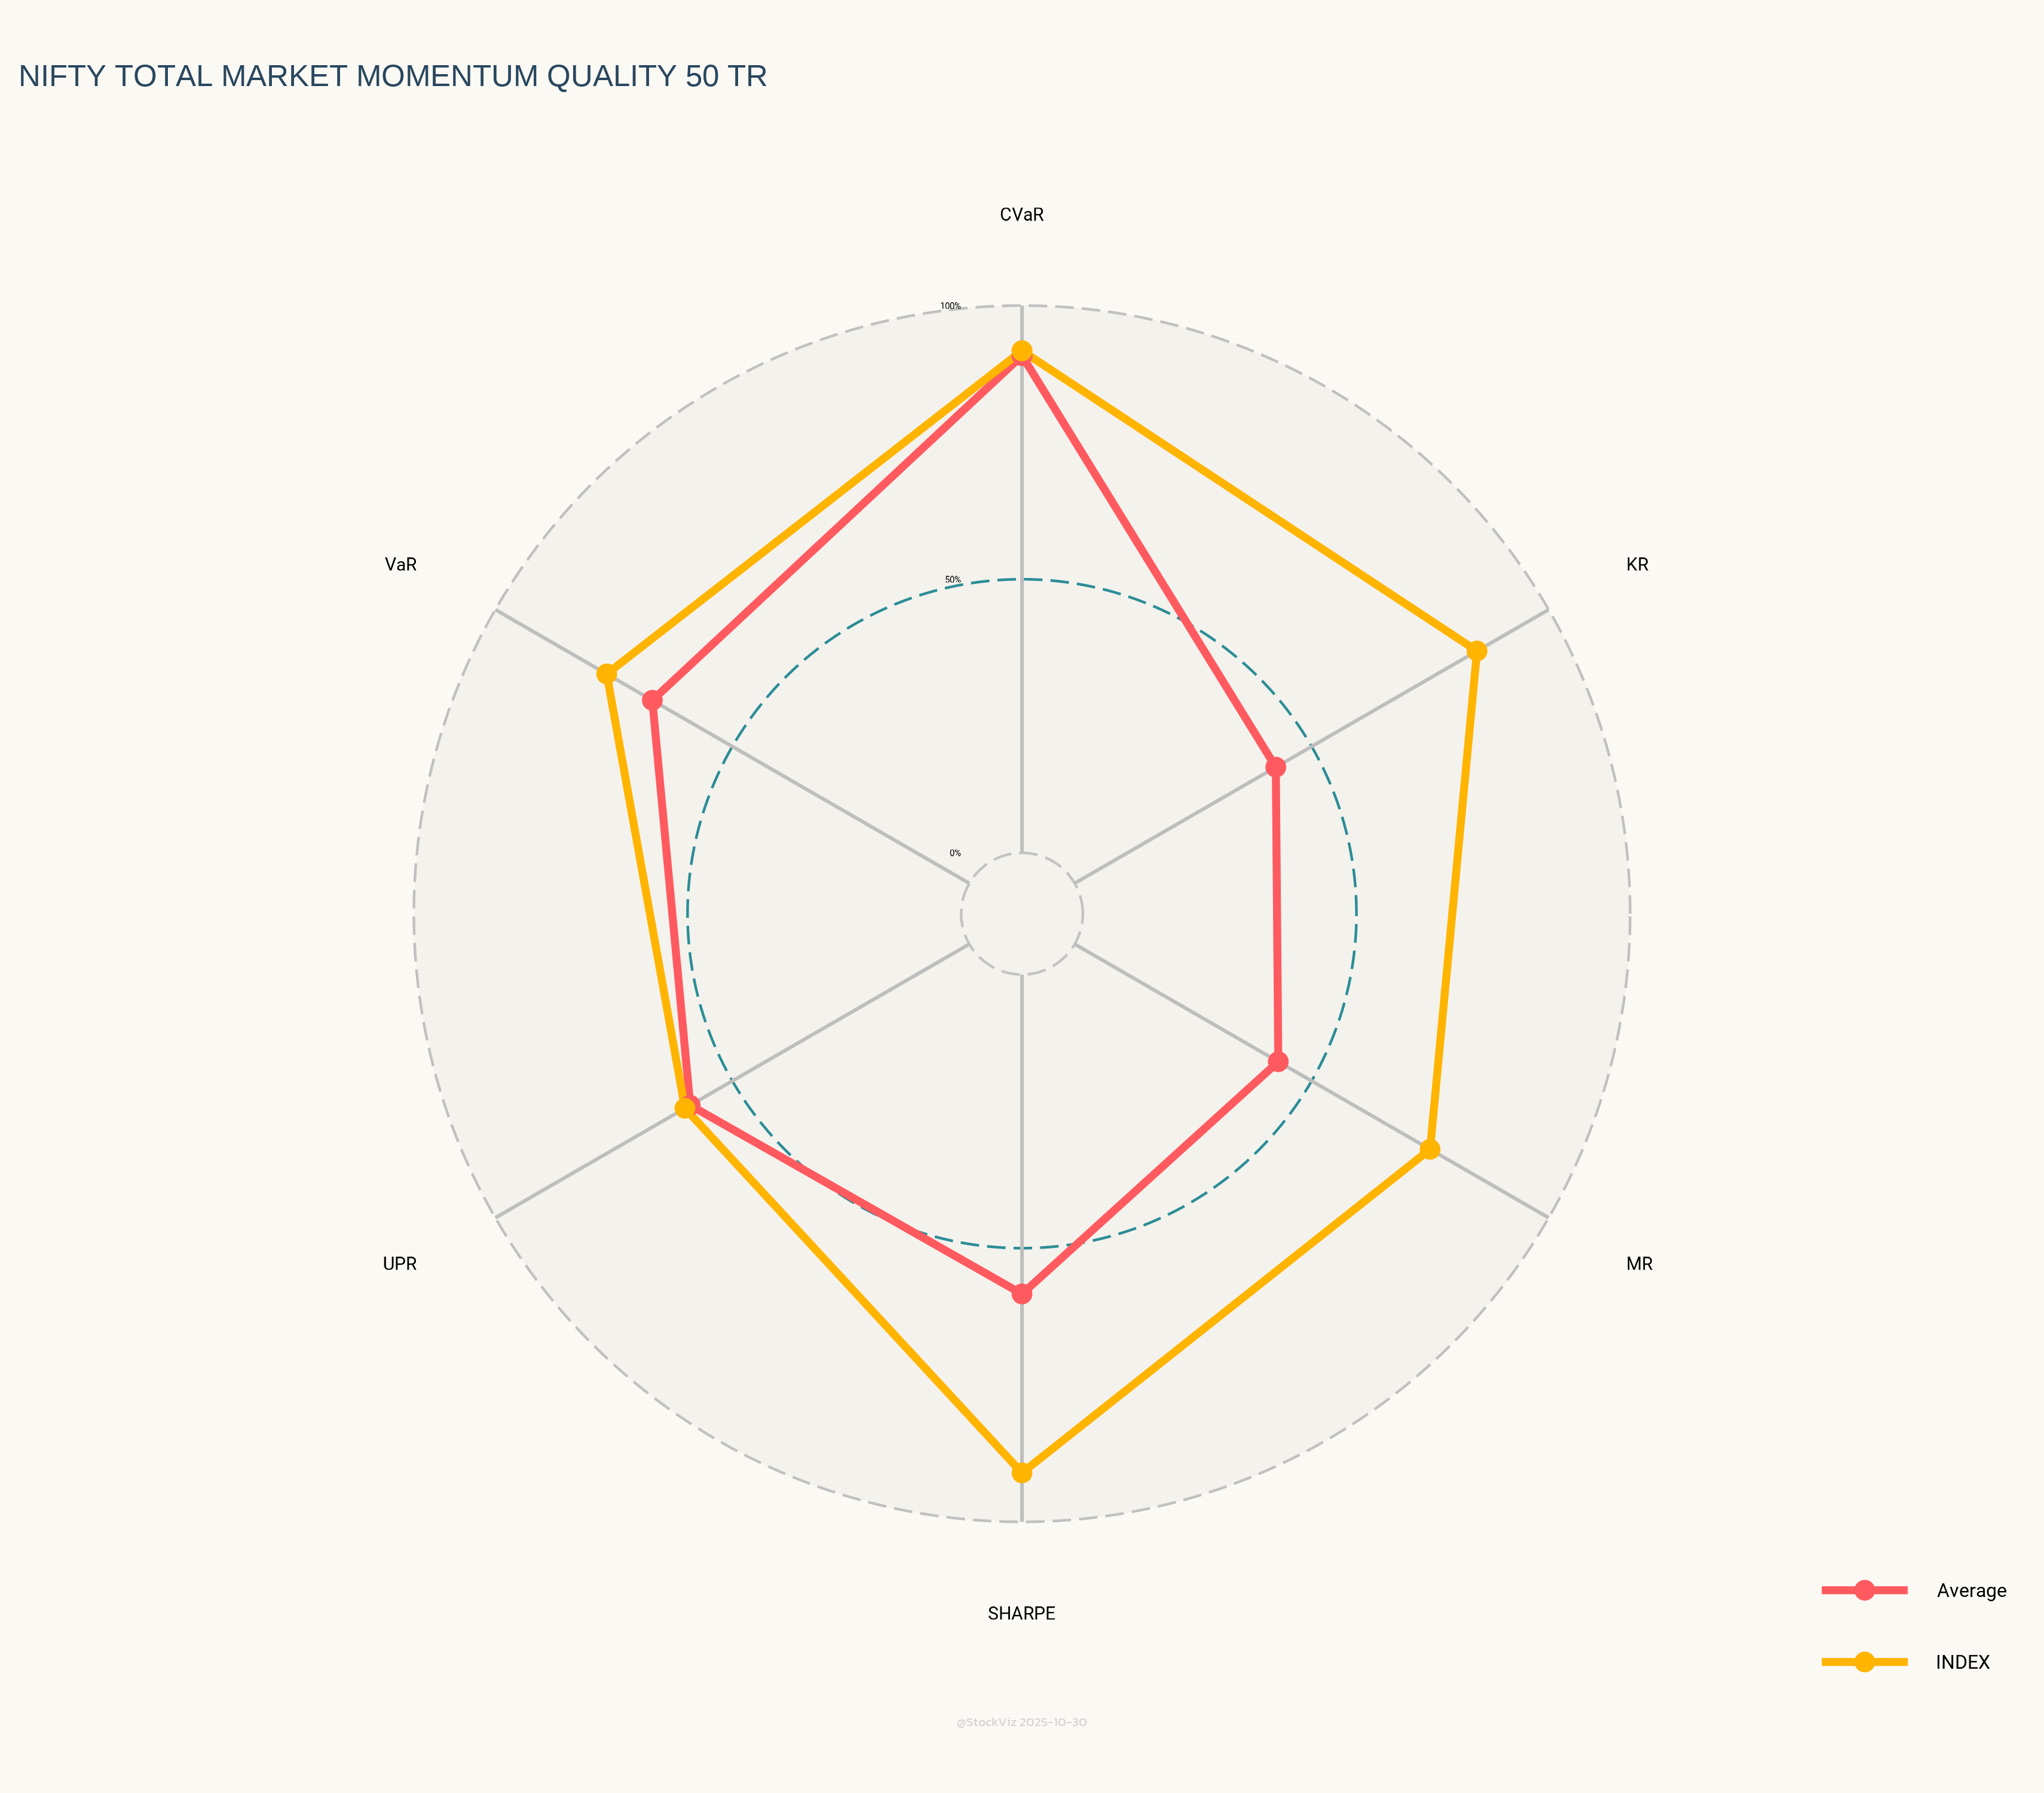 NIFTY TOTAL MARKET MOMENTUM QUALITY 50 TR
CVaR
100%
VaR
KR
50%
0%
UPR
MR
SHARPE
Average
INDEX
@StockViz 2025-10-30